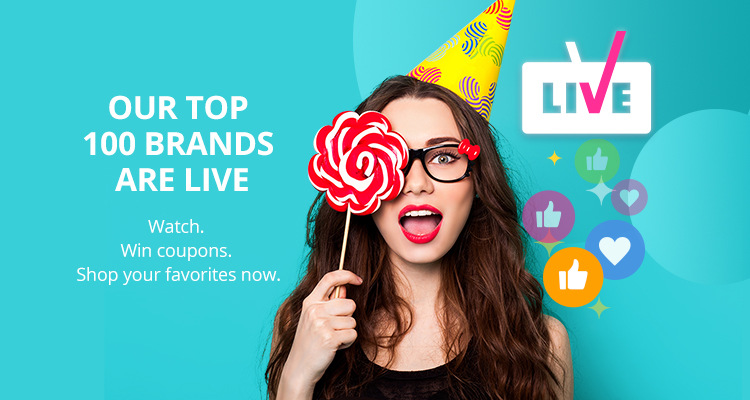 OUR TOP
100 BRANDS
ARE LIVE
Watch.
Win coupons.
Shop your favorites now.
LIVE